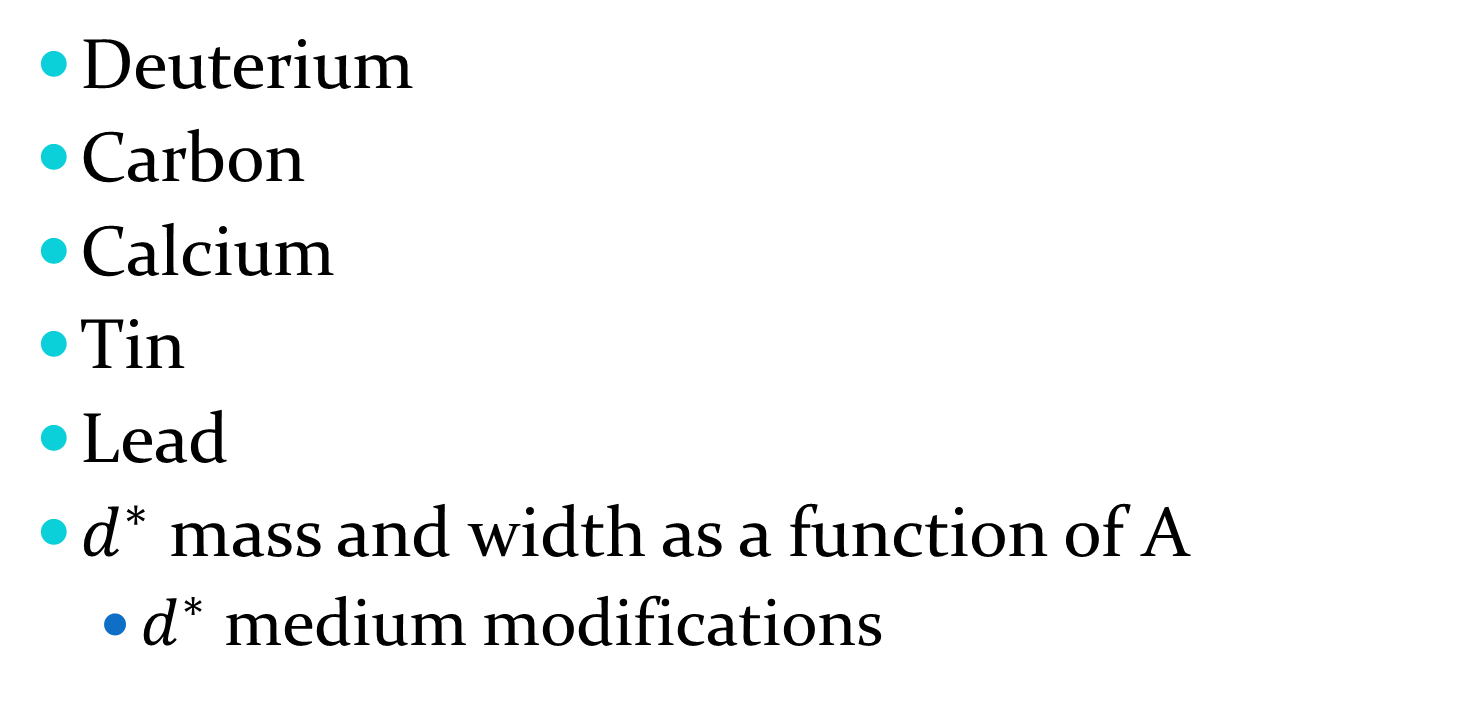 • Deuterium
• Carbon
• Calcium
• Tin
• Lead
• d* mass and width as a function of A
• d* medium modifications